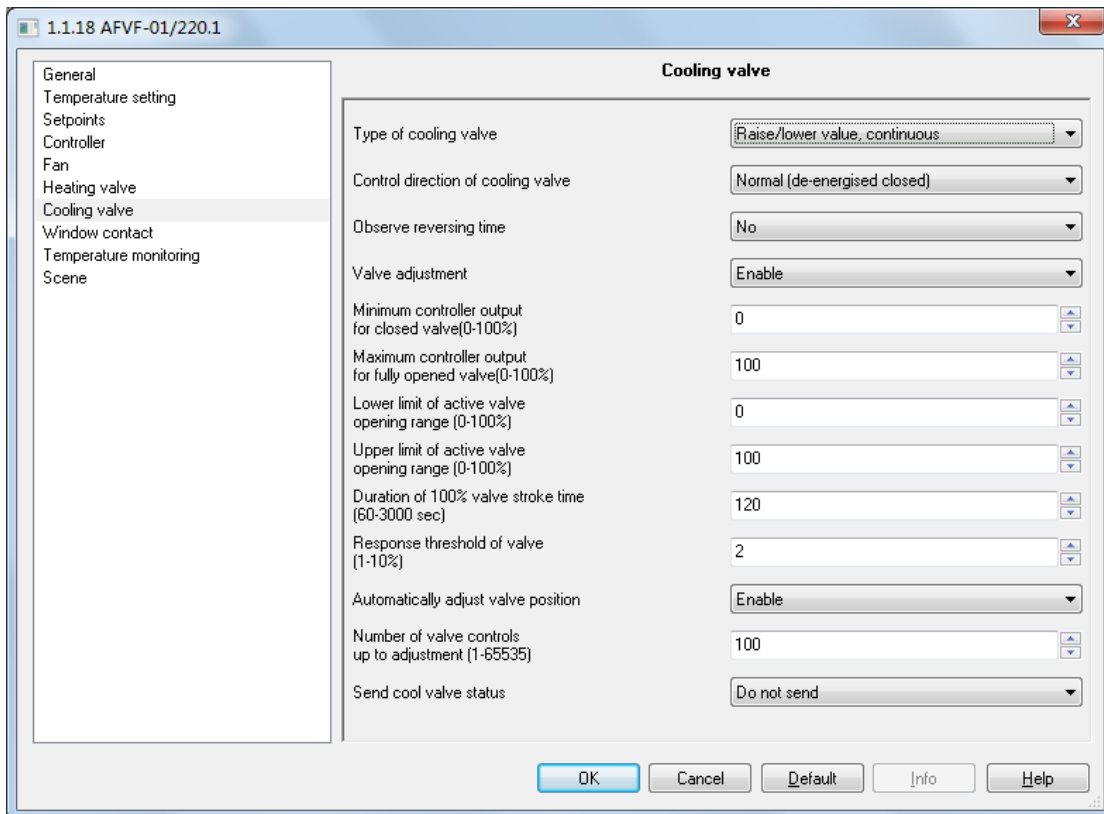 1.1.18 AFVF-01/220.1
General
Temperature setting
Setpoints
Controller
Fan
Heating valve
Cooling valve
Window contact
Temperature monitoring
Scene
Cooling valve
Type of cooling valve
Raise/lower value, continuous
Control direction of cooling valve
Normal (de-energised closed)
Observe reversing time
No
Valve adjustment
Enable
Minimum controller output
for closed valve(0-100%)
0
Maximum controller output
for fully opened valve(0-100%)
100
Lower limit of active valve
opening range (0-100%)
0
Upper limit of active valve
opening range (0-100%)
100
Duration of 100% valve stroke time
(60-3000 sec)
120
Response threshold of valve
(1-10%)
2
Automatically adjust valve position
Enable
Number of valve controls
up to adjustment (1-65535)
100
Send cool valve status
Do not send
OK
Cancel
Default
Info
Help